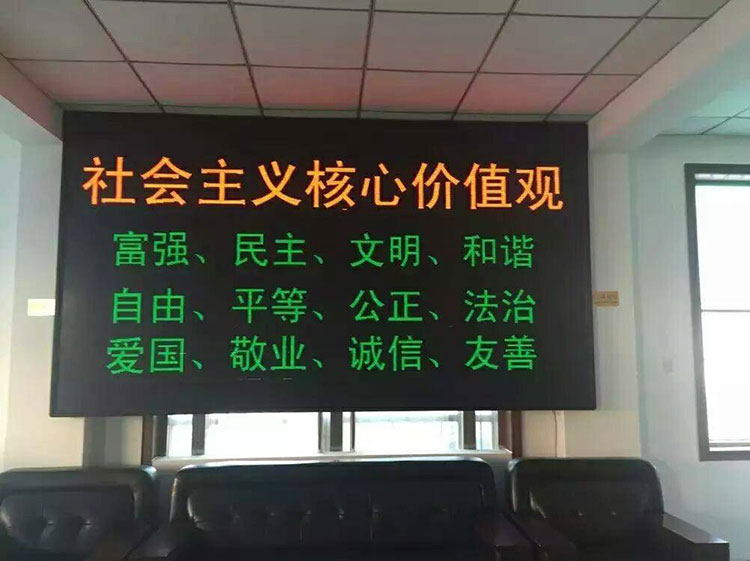 社会主义核心价值观
富强、民主、文明、和谐
自由、平等、公正、法治
爱国、敬业、诚信、友善